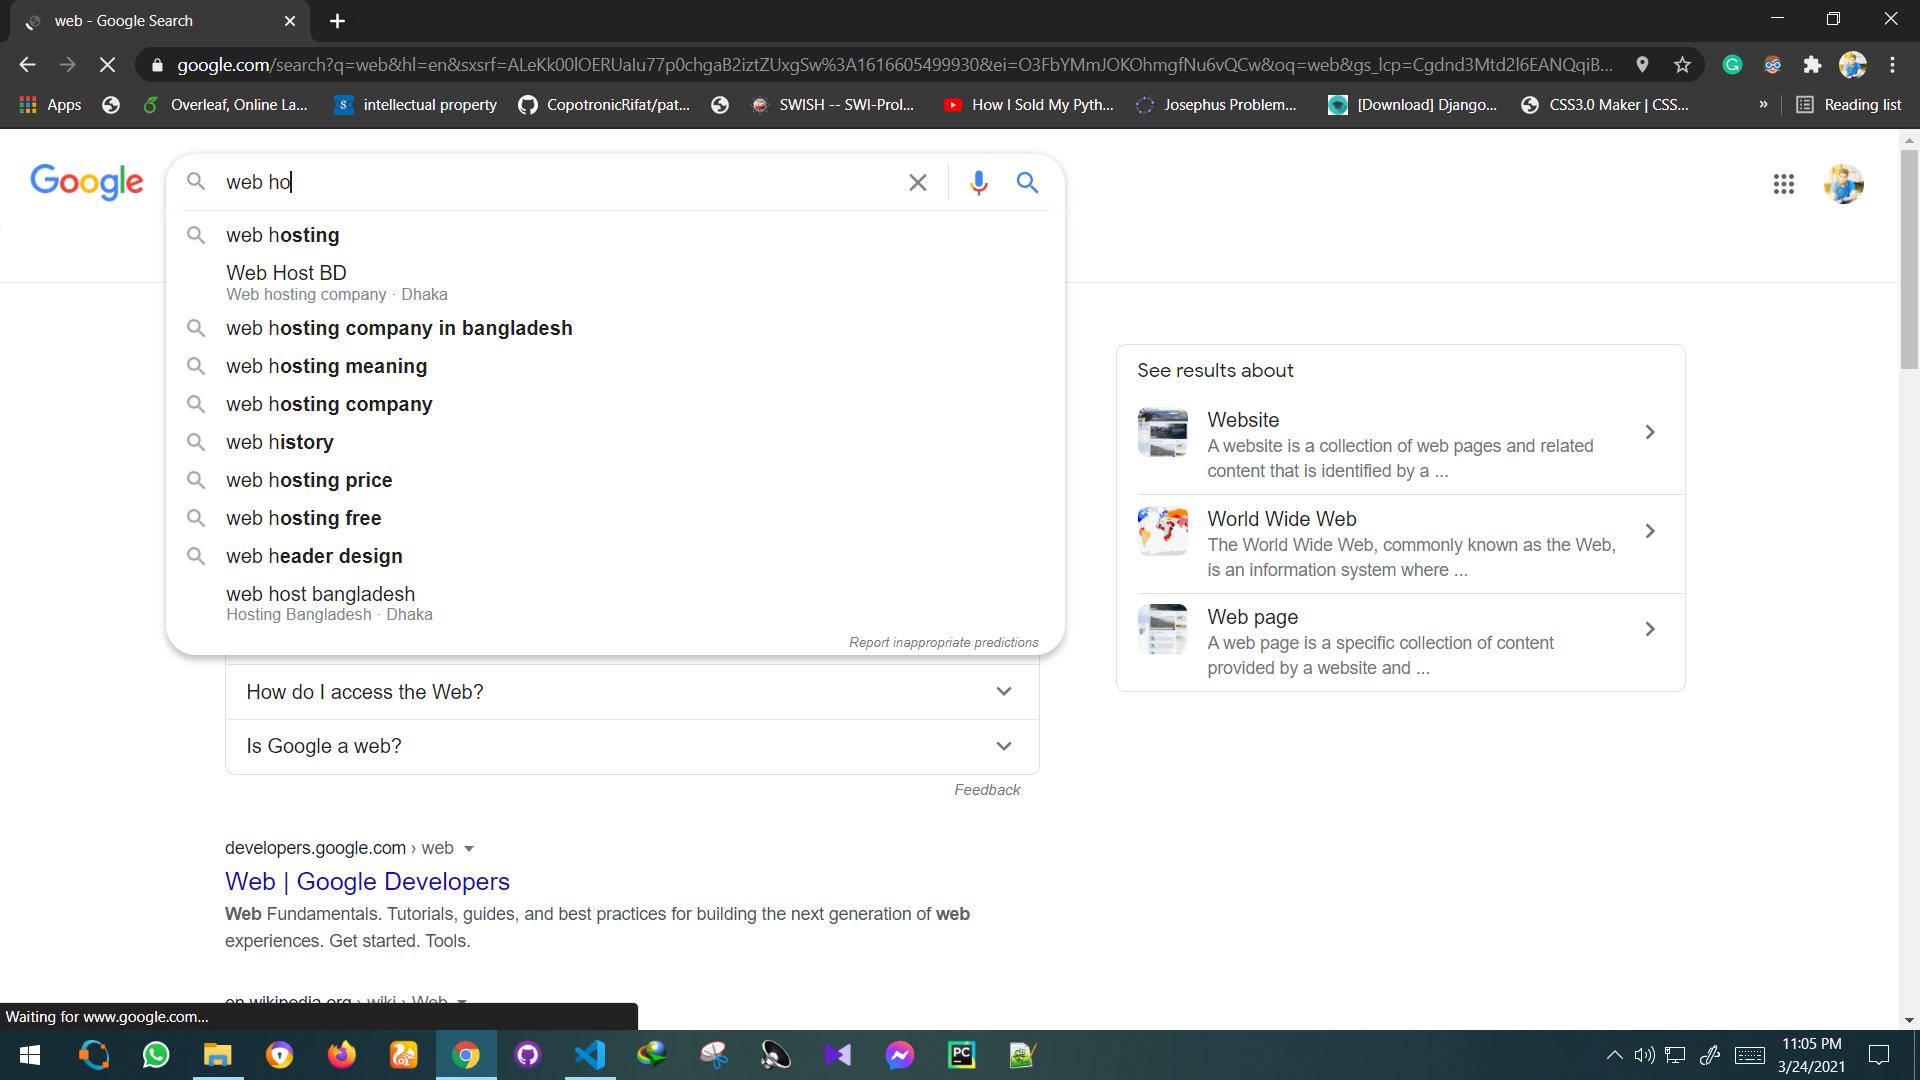 web - Google Search
google.com/search?q=web&hl=en&sxsrf=ALeKk00lOERUaIu77p0chgaB2iztZUxgSw%3A1616605499930&ei=O3FbYMmJOKOhmgfNu6vQCw&oq=web&gs_lcp=Cgdnd3Mtd2l6EANQqiB...
Apps
Overleaf, Online La...
intellectual property
CopotronicRifat/pat...
SWISH -- SWI-Prol...
How I Sold My Pyth...
Josephus Problem...
[Download] Django...
CSS3.0 Maker | CSS...
»
Reading list
Google
web ho
web hosting
Web Host BD
Web hosting company · Dhaka
web hosting company in bangladesh
web hosting meaning
web hosting company
web history
web hosting price
web hosting free
web header design
web host bangladesh
Hosting Bangladesh · Dhaka
Report inappropriate predictions
See results about
Website
A website is a collection of web pages and related
content that is identified by a ...
World Wide Web
The World Wide Web, commonly known as the Web,
is an information system where ...
Web page
A web page is a specific collection of content
provided by a website and ...
How do I access the Web?
Is Google a web?
Feedback
developers.google.com › web
Web | Google Developers
Web Fundamentals. Tutorials, guides, and best practices for building the next generation of web
experiences. Get started. Tools.
en.wikipedia.org › wiki › Web
Waiting for www.google.com...
PC
11:05 PM
3/24/2021